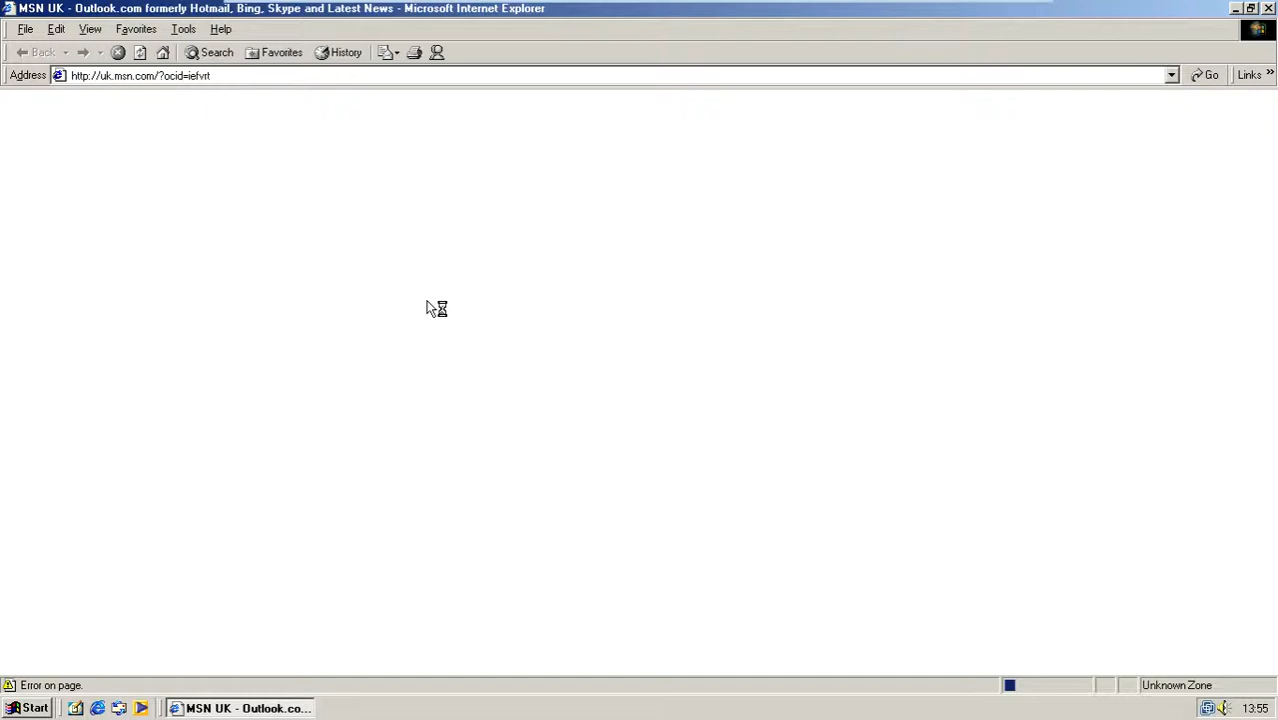 MSN UK - Outlook.com formerly Hotmail, Bing, Skype and Latest News - Microsoft Internet Explorer
File Edit View Favorites Tools Help
Back Search Favorites History
Address http://uk.msn.com/?ocid=iefvrt Go Links
Error on page. Unknown Zone
Start MSN UK - Outlook.co... 13:55